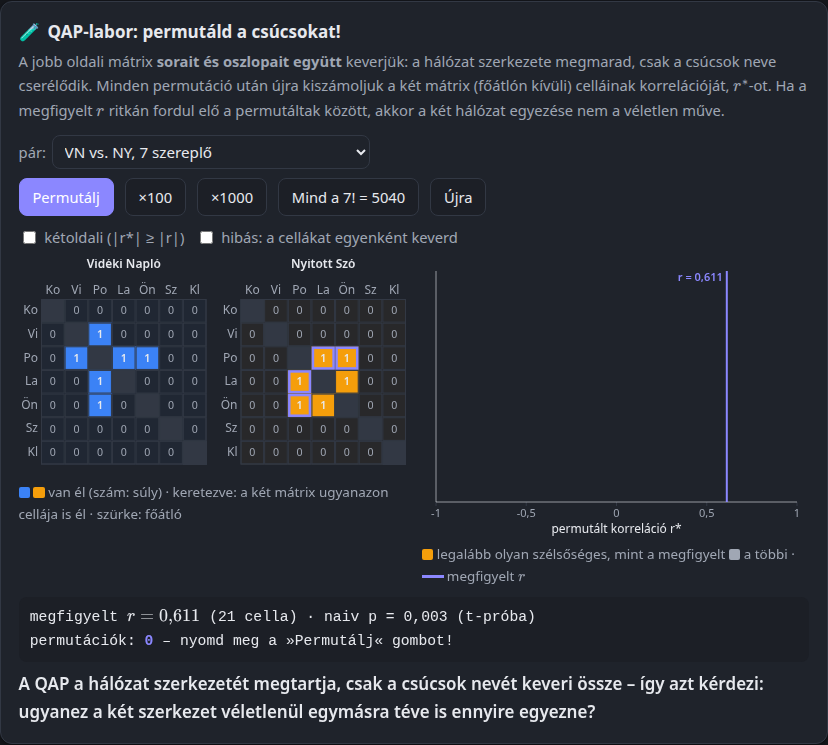 🧪 QAP-labor: permutáld a csúcsokat!
A jobb oldali mátrix sorait és oszlopait együtt keverjük: a hálózat szerkezete megmarad, csak a csúcsok neve
cserélődik. Minden permutáció után újra kiszámoljuk a két mátrix (főátlón kívüli) celláinak korrelációját, r*-ot. Ha a
megfigyelt r ritkán fordul elő a permutáltak között, akkor a két hálózat egyezése nem a véletlen műve.
pár: VN vs. NY, 7 szereplő
Permutálj ×100 ×1000 Mind a 7! = 5040 Újra
kétoldali (|r*| ≥ |r|) hibás: a cellákat egyenként keverd
Vidéki Napló
Ko Vi Po La Ön Sz Kl
Ko 0 0 0 0 0 0
Vi 0 1 0 0 0 0
Po 0 1 1 1 0 0
La 0 0 1 0 0 0
Ön 0 0 1 0 0 0
Sz 0 0 0 0 0 0
Kl 0 0 0 0 0 0
Nyitott Szó
Ko Vi Po La Ön Sz Kl
Ko 0 0 0 0 0 0
Vi 0 0 0 0 0 0
Po 0 0 1 1 0 0
La 0 0 1 1 0 0
Ön 0 0 1 1 0 0
Sz 0 0 0 0 0 0
Kl 0 0 0 0 0 0
van él (szám: súly) · keretezve: a két mátrix ugyanazon
cellája is él · szürke: főátló
r = 0,611
-1 -0,5 0 0,5 1
permutált korreláció r*
legalább olyan szélsőséges, mint a megfigyelt a többi ·
megfigyelt r
megfigyelt r = 0,611 (21 cella) · naiv p = 0,003 (t-próba)
permutációk: 0 – nyomd meg a »Permutálj« gombot!
A QAP a hálózat szerkezetét megtartja, csak a csúcsok nevét keveri össze – így azt kérdezi:
ugyanez a két szerkezet véletlenül egymásra téve is ennyire egyezne?